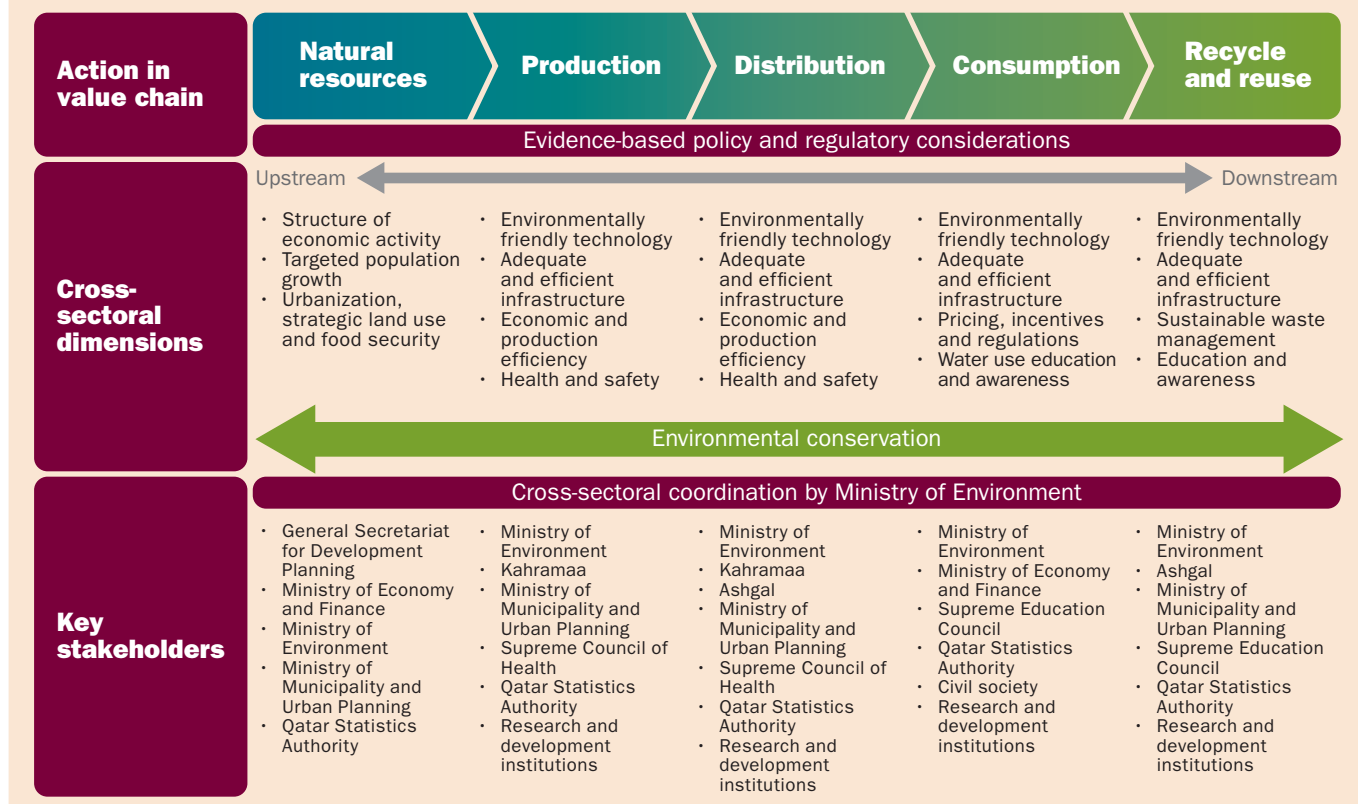 Action in
value chain
Natural
resources
Production
Distribution
Consumption
Recycle
and reuse
Evidence-based policy and regulatory considerations
Cross-
sectoral
dimensions
Upstream
Downstream
• Structure of
economic activity
• Targeted population
growth
• Urbanization,
strategic land use
and food security
• Environmentally
friendly technology
• Adequate
and efficient
infrastructure
• Economic and
production
efficiency
• Health and safety
• Environmentally
friendly technology
• Adequate
and efficient
infrastructure
• Economic and
production
efficiency
• Health and safety
• Environmentally
friendly technology
• Adequate
and efficient
infrastructure
• Pricing, incentives
and regulations
• Water use education
and awareness
• Environmentally
friendly technology
• Adequate
and efficient
infrastructure
• Sustainable waste
management
• Education and
awareness
Environmental conservation
Key
stakeholders
Cross-sectoral coordination by Ministry of Environment
• General Secretariat
for Development
Planning
• Ministry of Economy
and Finance
• Ministry of
Environment
• Ministry of
Municipality and
Urban Planning
• Qatar Statistics
Authority
• Ministry of
Environment
• Kahramaa
• Ministry of
Municipality and
Urban Planning
• Supreme Council of
Health
• Qatar Statistics
Authority
• Research and
development
institutions
• Ministry of
Environment
• Kahramaa
• Ashgal
• Ministry of
Municipality and
Urban Planning
• Supreme Council of
Health
• Qatar Statistics
Authority
• Research and
development
institutions
• Ministry of
Environment
• Ministry of Economy
and Finance
• Supreme Education
Council
• Qatar Statistics
Authority
• Civil society
• Research and
development
institutions
• Ministry of
Environment
• Ashgal
• Ministry of
Municipality and
Urban Planning
• Supreme Education
Council
• Qatar Statistics
Authority
• Research and
development
institutions